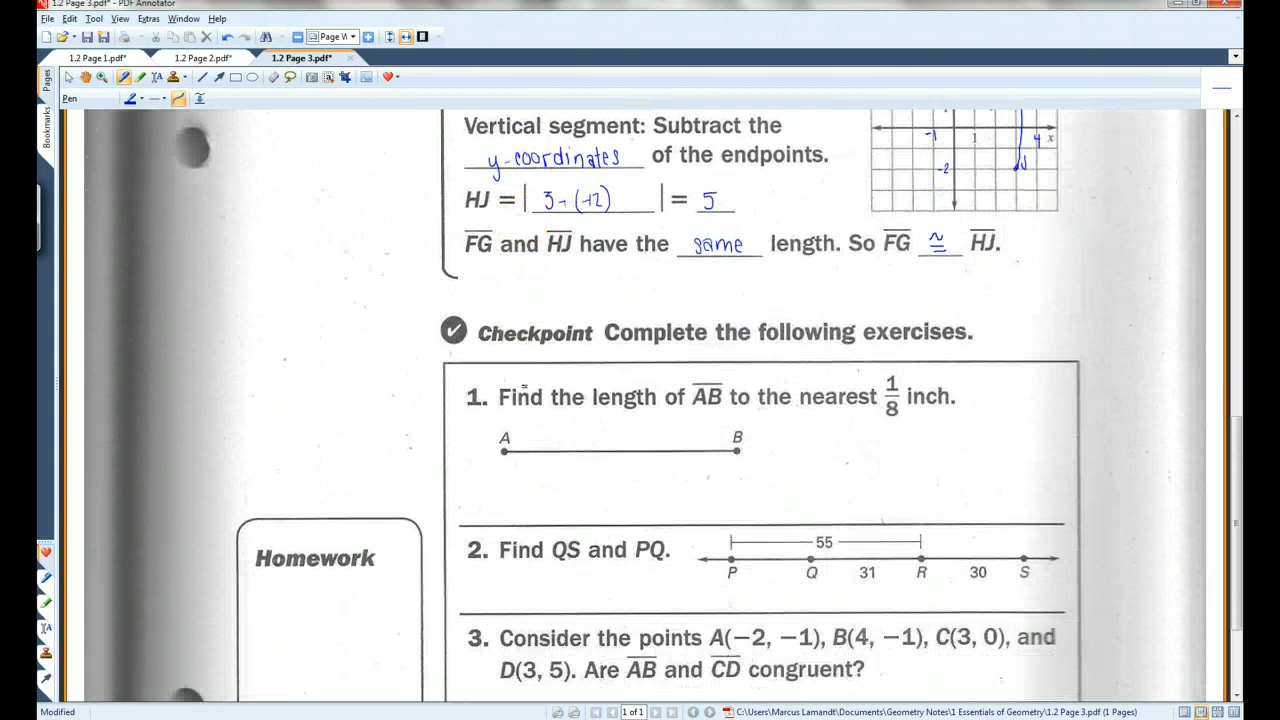 1.2 Page 3.pdf* - PDF Annotator
File Edit Tool View Extras Window Help
Page W
1.2 Page 1.pdf* 1.2 Page 2.pdf* 1.2 Page 3.pdf*
Pen
Pages
Bookmarks
Vertical segment: Subtract the
y-coordinates of the endpoints.
HJ = | 3 - (-2) | = 5
FG and HJ have the same length. So FG ≅ HJ.
-1 1 4 x
-2 J
Checkpoint Complete the following exercises.
1. Find the length of AB to the nearest 1/8 inch.
A B
2. Find QS and PQ.
55
P Q 31 R 30 S
Homework
3. Consider the points A(−2, −1), B(4, −1), C(3, 0), and
D(3, 5). Are AB and CD congruent?
Modified 1 of 1 C:\Users\Marcus Lamandt\Documents\Geometry Notes\1 Essentials of Geometry\1.2 Page 3.pdf (1 Pages)